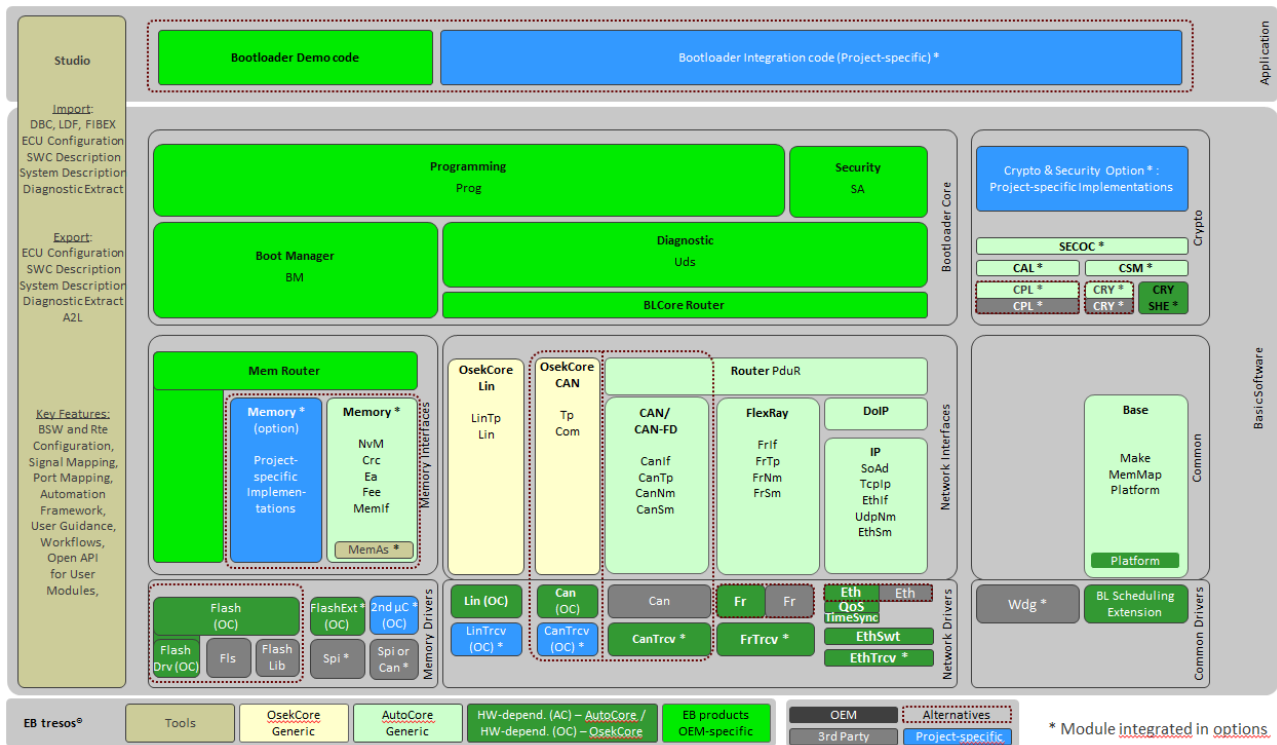 Studio
Import:
DBC, LDF, FIBEX
ECU Configuration
SWC Description
System Description
Diagnostic Extract
Export:
ECU Configuration
SWC Description
System Description
Diagnostic Extract
A2L
Key Features:
BSW and Rte
Configuration,
Signal Mapping,
Port Mapping,
Automation
Framework,
User Guidance,
Workflows,
Open API
for User
Modules,
Bootloader Demo code
Bootloader Integration code (Project-specific) *
Application
Programming
Prog
Security
SA
Boot Manager
BM
Diagnostic
Uds
BLCore Router
Bootloader Core
Crypto & Security Option * :
Project-specific Implementations
SECOC *
CAL *
CSM *
CPL *
CPL *
CRY *
CRY *
CRY
SHE *
Crypto
BasicSoftware
Mem Router
Memory *
(option)
Project-
specific
Implemen-
tations
Memory *
NvM
Crc
Ea
Fee
MemIf
MemAs *
Memory Interfaces
OsekCore
Lin
LinTp
Lin
OsekCore
CAN
Tp
Com
Router PduR
CAN/
CAN-FD
CanIf
CanTp
CanNm
CanSm
FlexRay
FrIf
FrTp
FrNm
FrSm
DoIP
IP
SoAd
TcpIp
EthIf
UdpNm
EthSm
Network Interfaces
Base
Make
MemMap
Platform
Platform
Common
Flash
(OC)
Flash
Drv (OC)
Fls
Flash
Lib
FlashExt *
(OC)
Spi *
2nd µC *
(OC)
Spi or
Can *
Memory Drivers
Lin (OC)
LinTrcv
(OC) *
Can
(OC)
CanTrcv
(OC) *
Can
CanTrcv *
Fr
Fr
FrTrcv *
Eth
Eth
QoS
TimeSync
EthSwt
EthTrcv *
Network Drivers
Wdg *
BL Scheduling
Extension
Common Drivers
EB tresos®
Tools
OsekCore
Generic
AutoCore
Generic
HW-depend. (AC) – AutoCore /
HW-depend. (OC) – OsekCore
EB products
OEM-specific
OEM
3rd Party
Alternatives
Project-specific
* Module integrated in options